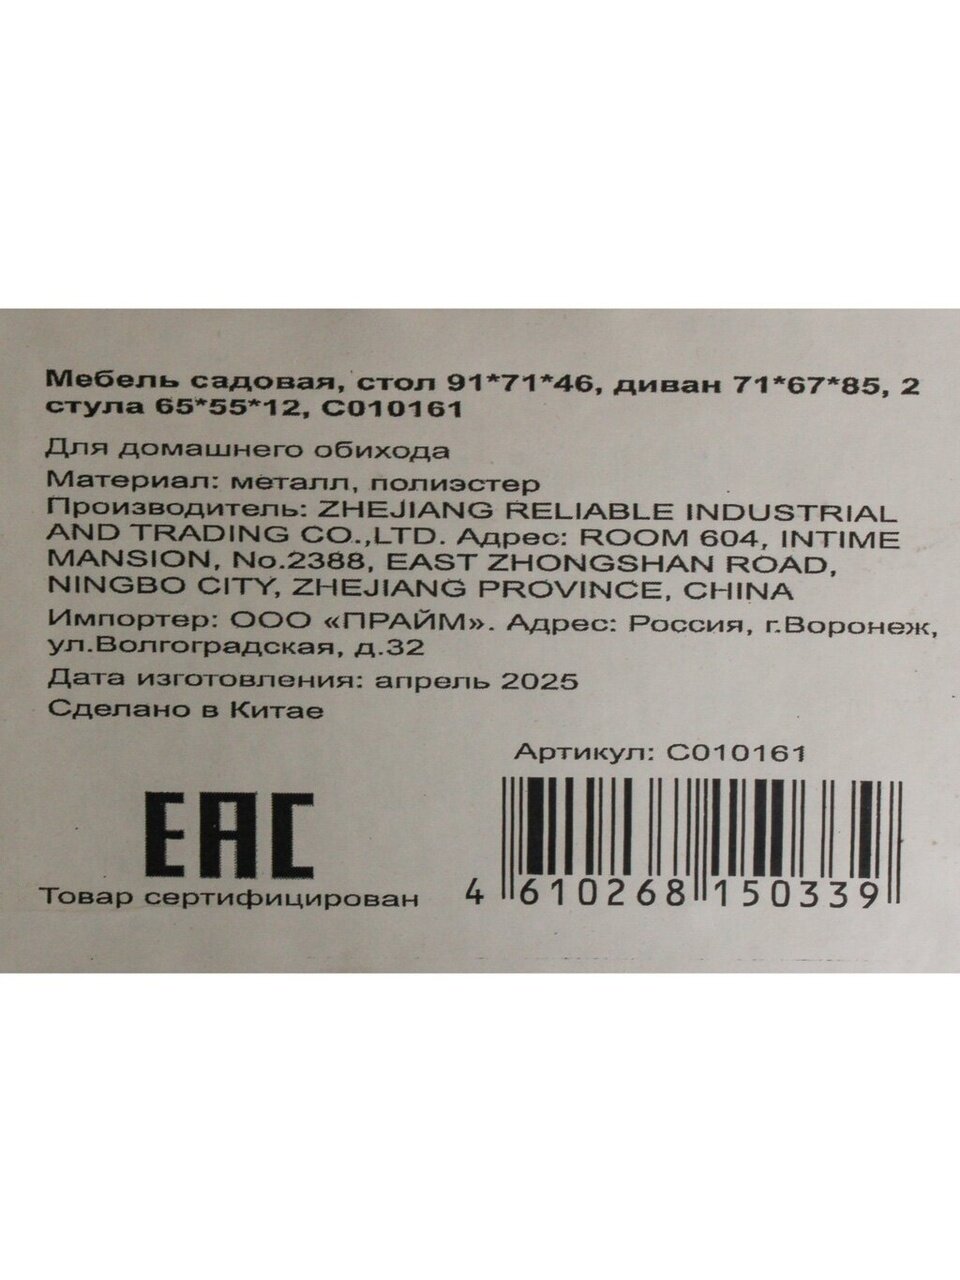 Мебель садовая, стол 91*71*46, диван 71*67*85, 2
стула 65*55*12, С010161
Для домашнего обихода
Материал: металл, полиэстер
Производитель: ZHEJIANG RELIABLE INDUSTRIAL
AND TRADING CO.,LTD. Адрес: ROOM 604, INTIME
MANSION, No.2388, EAST ZHONGSHAN ROAD,
NINGBO CITY, ZHEJIANG PROVINCE, CHINA
Импортер: ООО «ПРАЙМ». Адрес: Россия, г.Воронеж,
ул.Волгоградская, д.32
Дата изготовления: апрель 2025
Сделано в Китае
Артикул: С010161
EAC
Товар сертифицирован
4 610268 150339